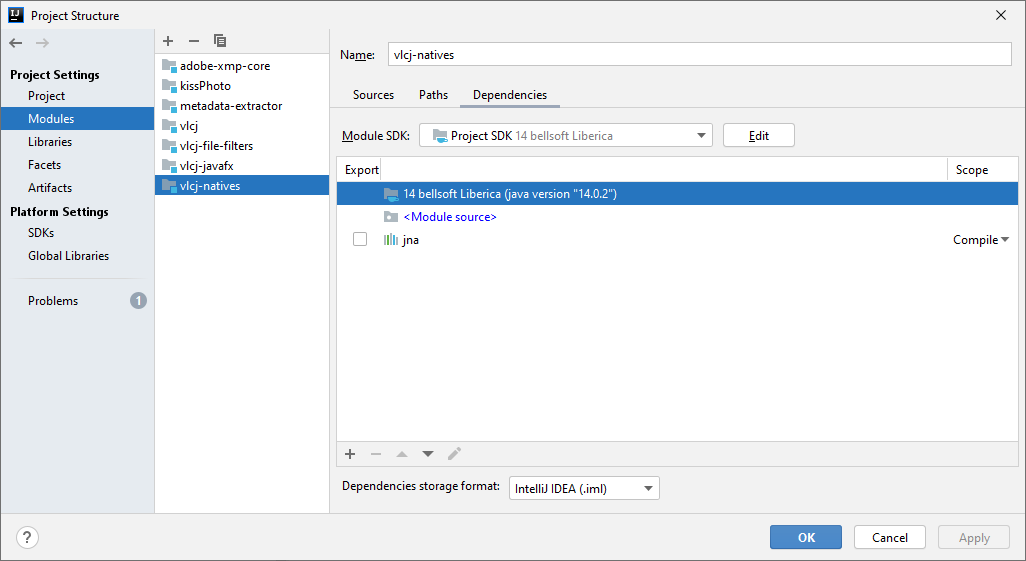 Project Structure
Project Settings
Project
Modules
Libraries
Facets
Artifacts
Platform Settings
SDKs
Global Libraries
Problems 1
adobe-xmp-core
kissPhoto
metadata-extractor
vlcj
vlcj-file-filters
vlcj-javafx
vlcj-natives
Name: vlcj-natives
Sources Paths Dependencies
Module SDK: Project SDK 14 bellsoft Liberica Edit
Export Scope
14 bellsoft Liberica (java version "14.0.2")
<Module source>
jna Compile
Dependencies storage format: IntelliJ IDEA (.iml)
? OK Cancel Apply